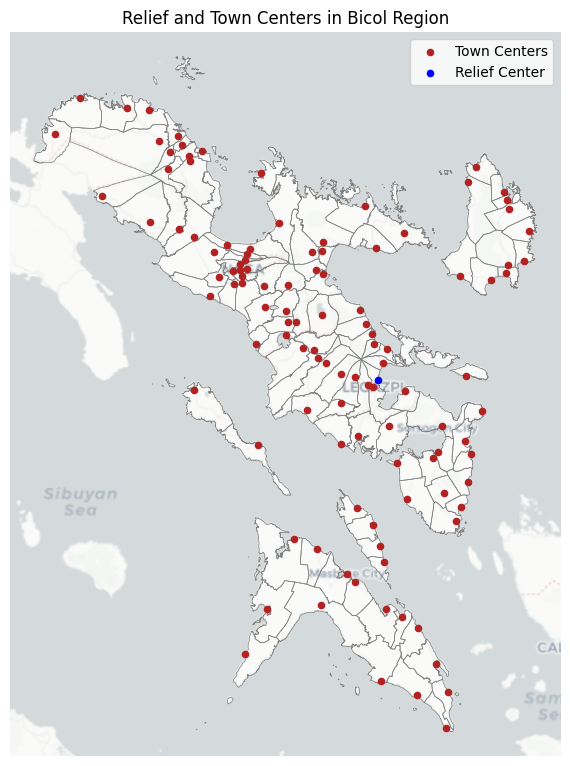 Relief and Town Centers in Bicol Region
Town Centers
Relief Center
LEGAZPI
Sorsogon City
Sibuyan
Sea
Masbate City
CAL
Sam
Se